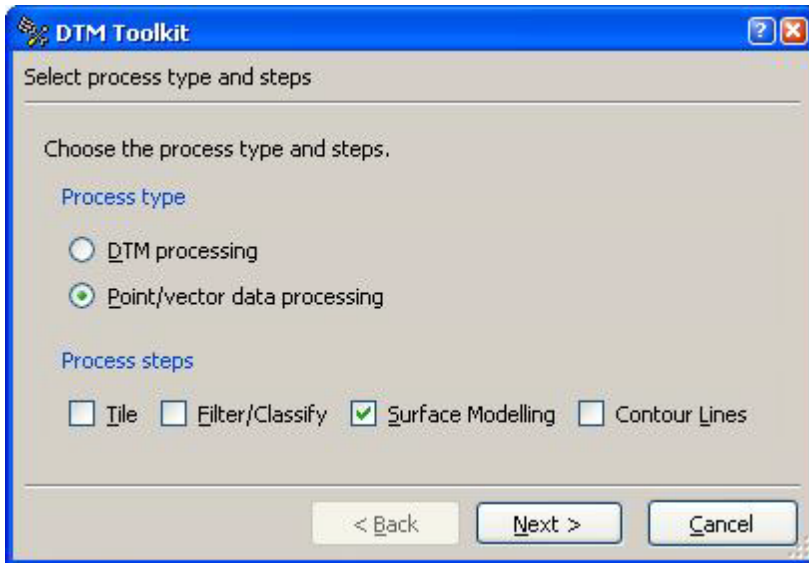 DTM Toolkit
Select process type and steps
Choose the process type and steps.
Process type
DTM processing
Point/vector data processing
Process steps
Tile Filter/Classify Surface Modelling Contour Lines
< Back Next > Cancel